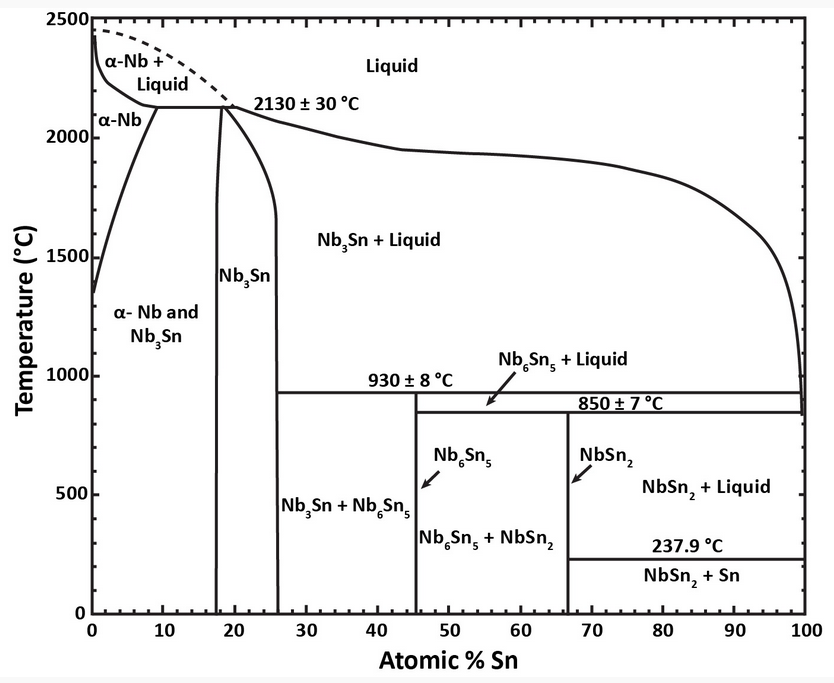 2500
2000
1500
1000
500
0
Temperature (°C)
α-Nb +
Liquid
Liquid
2130 ± 30 °C
α-Nb
Nb₃Sn + Liquid
Nb₃Sn
α- Nb and
Nb₃Sn
Nb₆Sn₅ + Liquid
930 ± 8 °C
850 ± 7 °C
Nb₆Sn₅
NbSn₂
NbSn₂ + Liquid
Nb₃Sn + Nb₆Sn₅
Nb₆Sn₅ + NbSn₂
237.9 °C
NbSn₂ + Sn
0 10 20 30 40 50 60 70 80 90 100
Atomic % Sn